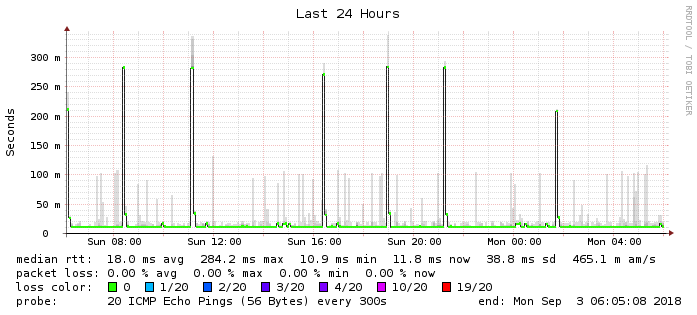 Last 24 Hours
RRDTOOL / TOBI OETIKER
Seconds
300 m
250 m
200 m
150 m
100 m
50 m
0
Sun 08:00 Sun 12:00 Sun 16:00 Sun 20:00 Mon 00:00 Mon 04:00
median rtt: 18.0 ms avg 284.2 ms max 10.9 ms min 11.8 ms now 38.8 ms sd 465.1 m am/s
packet loss: 0.00 % avg 0.00 % max 0.00 % min 0.00 % now
loss color: 0 1/20 2/20 3/20 4/20 10/20 19/20
probe: 20 ICMP Echo Pings (56 Bytes) every 300s end: Mon Sep 3 06:05:08 2018